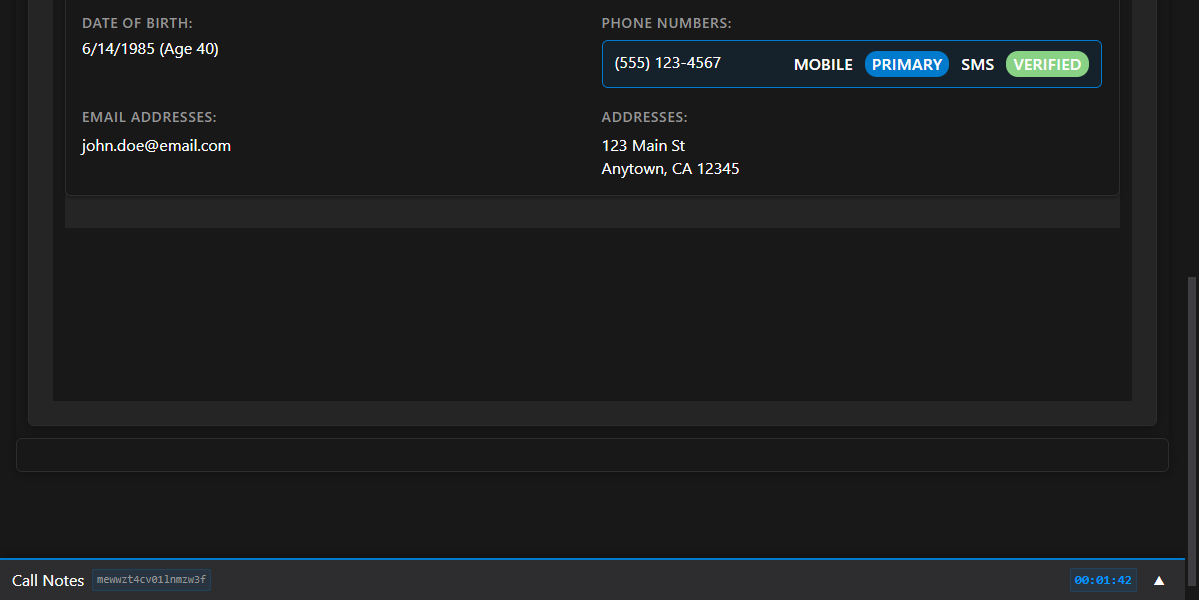 DATE OF BIRTH:
6/14/1985 (Age 40)
PHONE NUMBERS:
(555) 123-4567 MOBILE PRIMARY SMS VERIFIED
EMAIL ADDRESSES:
john.doe@email.com
ADDRESSES:
123 Main St
Anytown, CA 12345
Call Notes mewwzt4cv01lnmzw3f 00:01:42 ▲